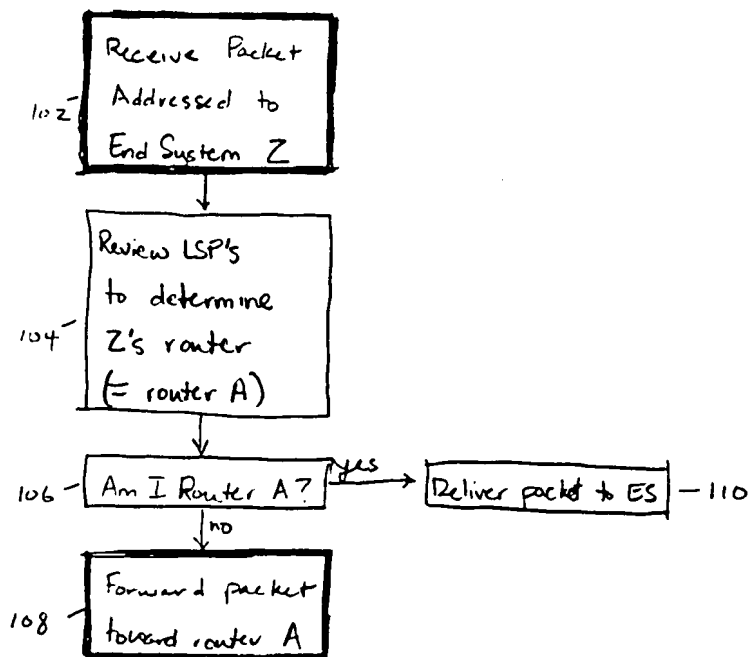 Receive Packet
Addressed to
End System Z
102
Review LSP's
to determine
Z's router
(= router A)
104
106
Am I Router A?
yes
Deliver packet to ES
110
no
Forward packet
toward router A
108